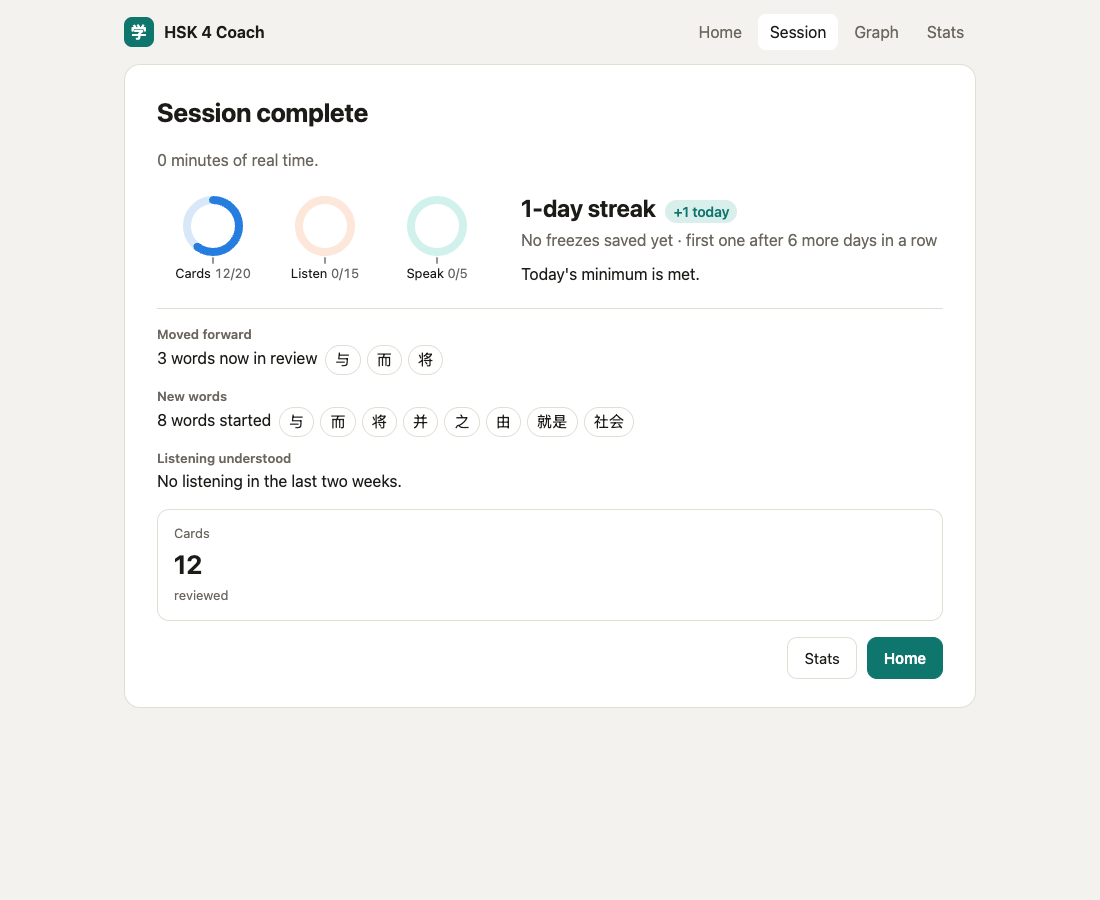 学 HSK 4 Coach Home Session Graph Stats
Session complete
0 minutes of real time.
Cards 12/20 Listen 0/15 Speak 0/5
1-day streak +1 today
No freezes saved yet · first one after 6 more days in a row
Today's minimum is met.
Moved forward
3 words now in review 与 而 将
New words
8 words started 与 而 将 并 之 由 就是 社会
Listening understood
No listening in the last two weeks.
Cards
12
reviewed
Stats Home